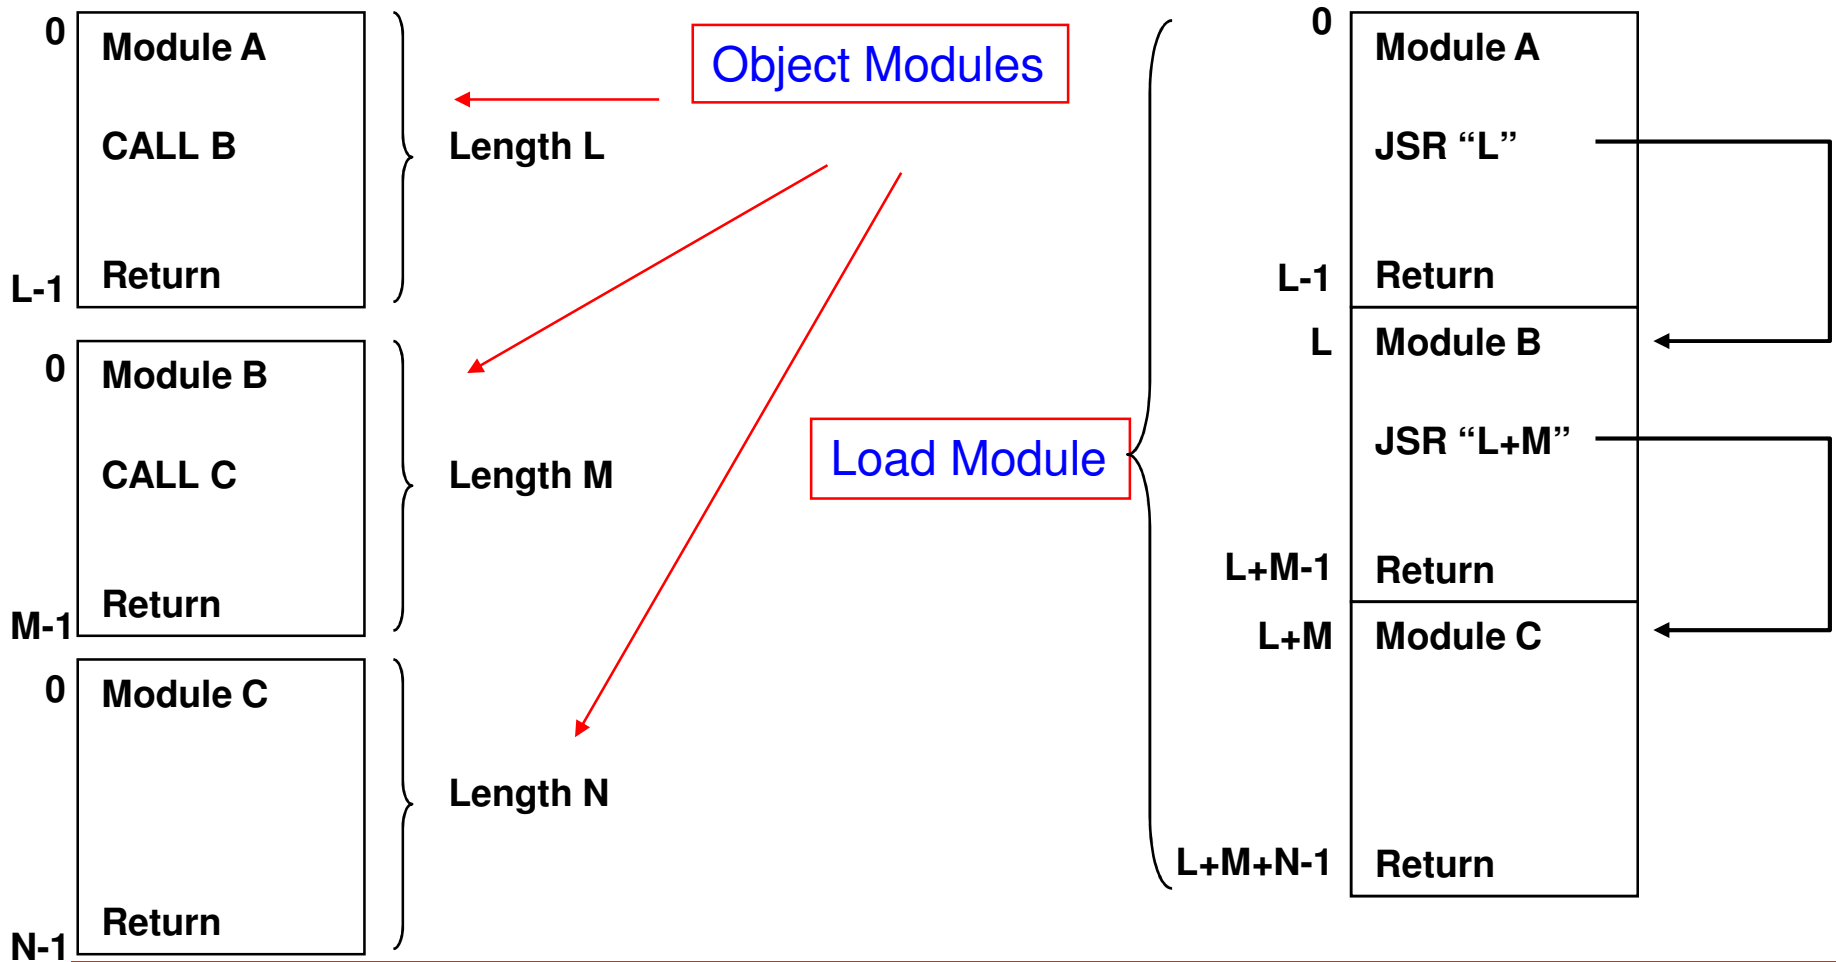 0
Module A
CALL B
Return
L-1
Length L
0
Module B
CALL C
Return
M-1
Length M
0
Module C
Return
N-1
Length N
Object Modules
Load Module
0
Module A
JSR “L”
L-1
Return
L
Module B
JSR “L+M”
L+M-1
Return
L+M
Module C
L+M+N-1
Return